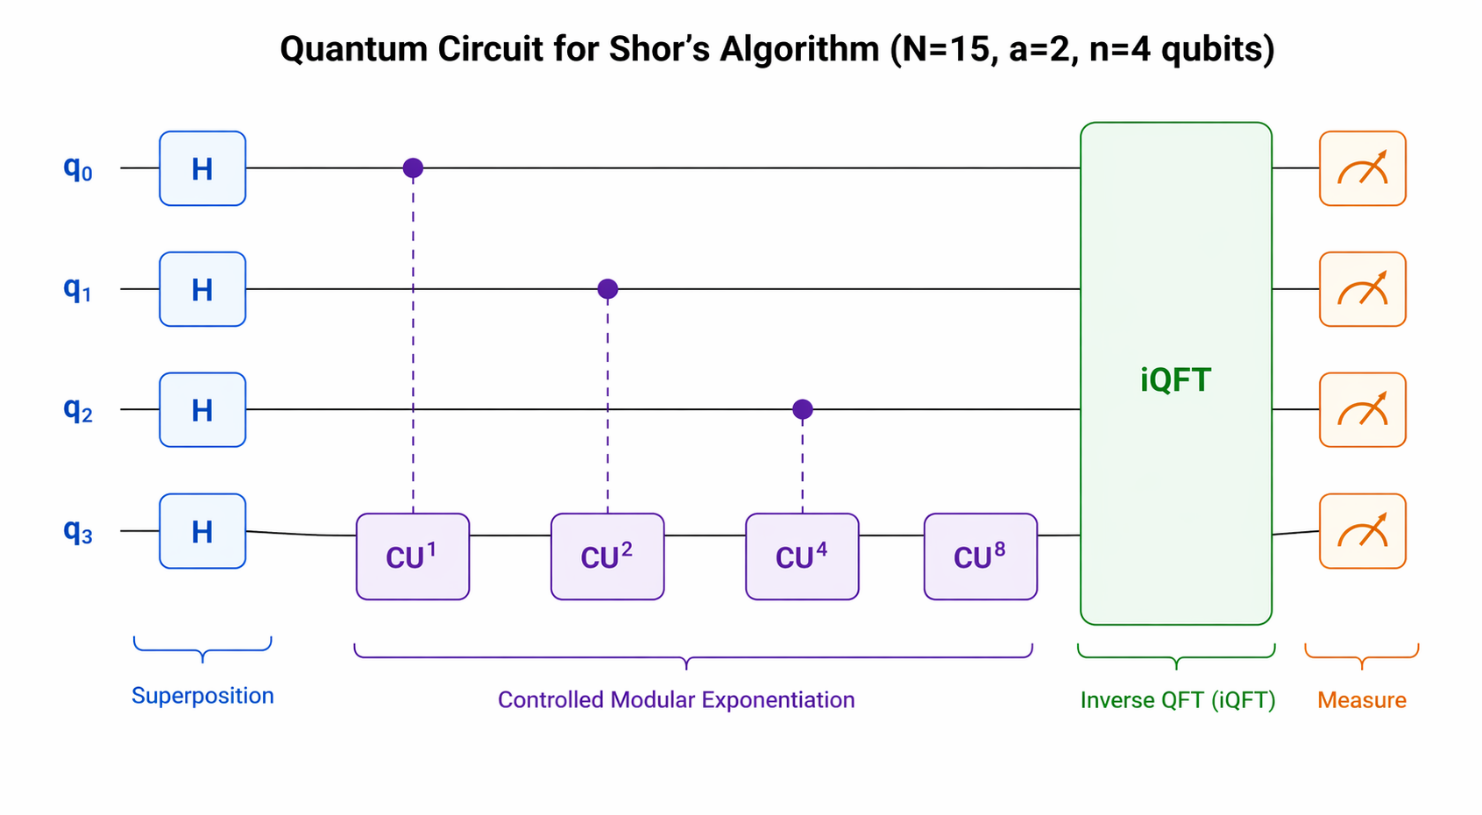 Quantum Circuit for Shor’s Algorithm (N=15, a=2, n=4 qubits)
q₀ H
q₁ H
iQFT
q₂ H
q₃ H
CU¹ CU² CU⁴ CU⁸
Superposition Controlled Modular Exponentiation Inverse QFT (iQFT) Measure